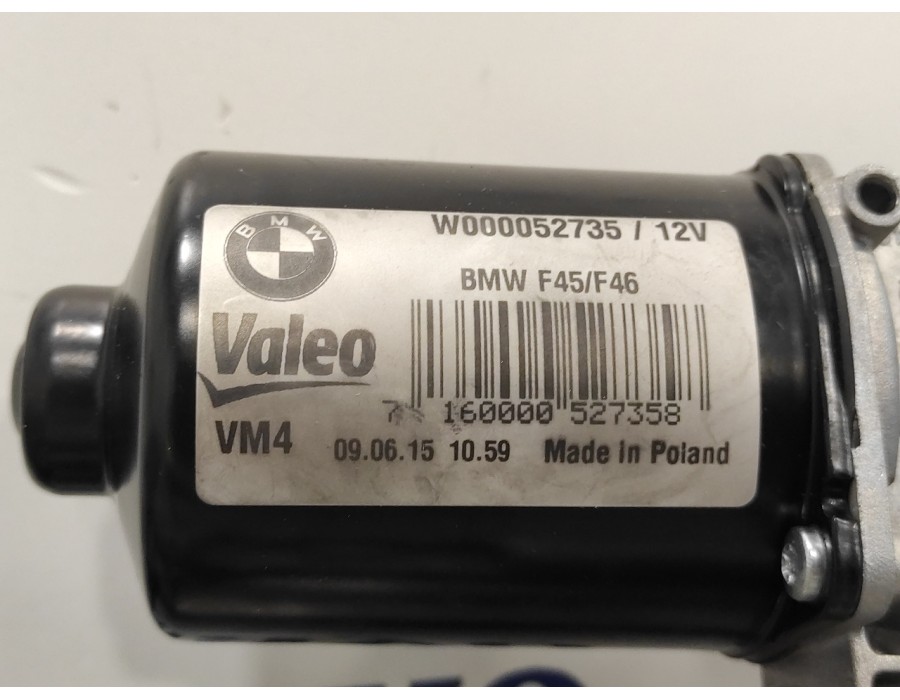 BMW
W000052735 / 12V
BMW F45/F46
Valeo
160000 527358
VM4
09.06.15 10.59 Made in Poland